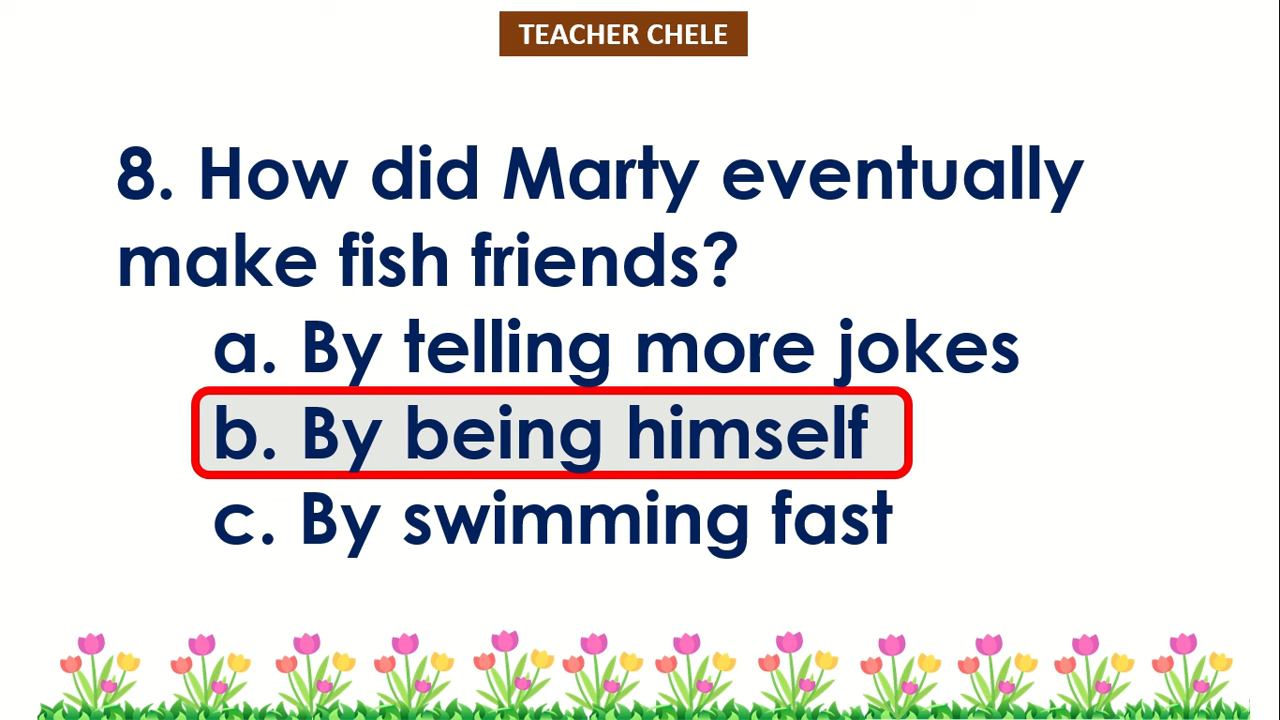 TEACHER CHELE
8. How did Marty eventually
make fish friends?
a. By telling more jokes
b. By being himself
c. By swimming fast